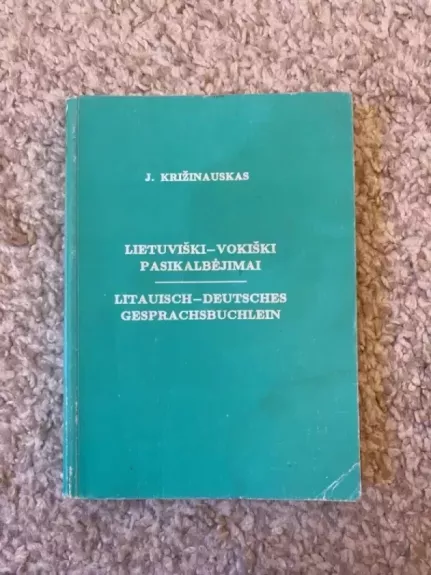 J. KRIŽINAUSKAS
LIETUVIŠKI–VOKIŠKI
PASIKALBĖJIMAI
LITAUISCH–DEUTSCHES
GESPRACHSBUCHLEIN